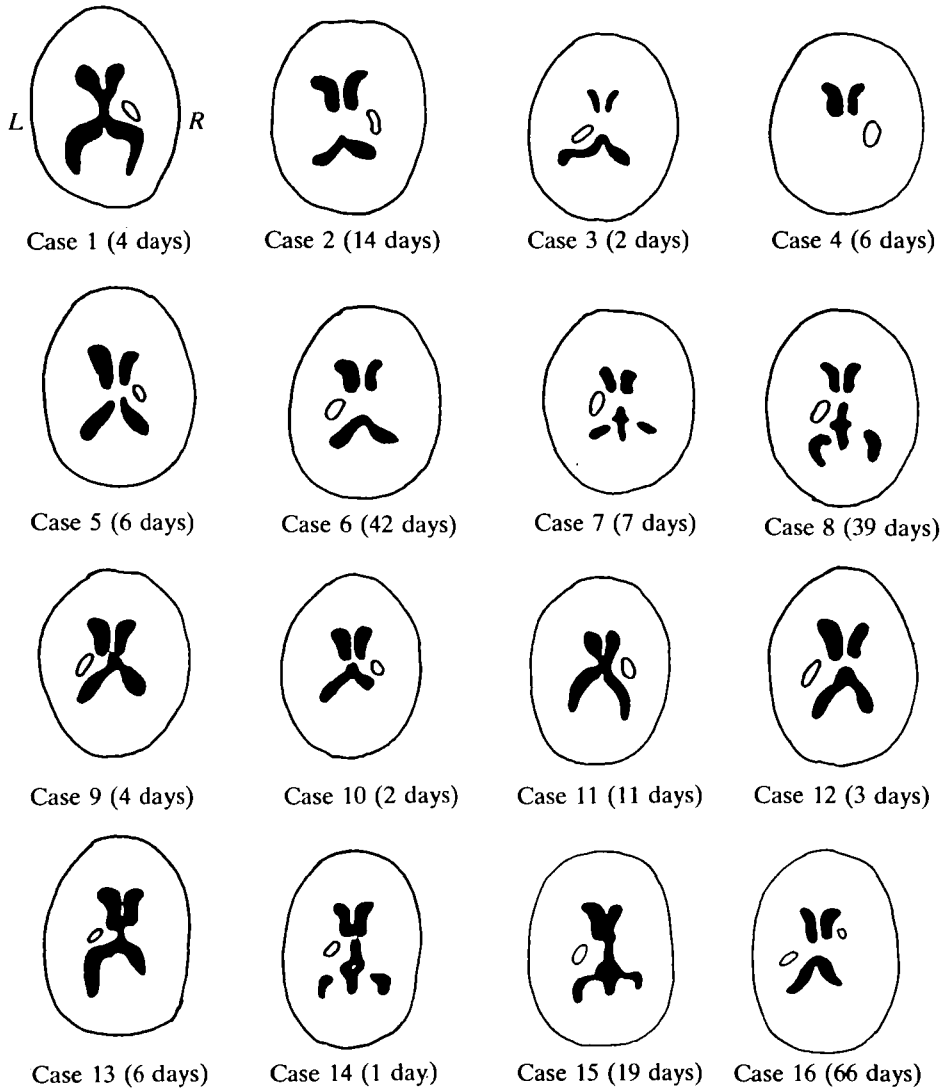 L R
Case 1 (4 days) Case 2 (14 days) Case 3 (2 days) Case 4 (6 days)
Case 5 (6 days) Case 6 (42 days) Case 7 (7 days) Case 8 (39 days)
Case 9 (4 days) Case 10 (2 days) Case 11 (11 days) Case 12 (3 days)
Case 13 (6 days) Case 14 (1 day) Case 15 (19 days) Case 16 (66 days)